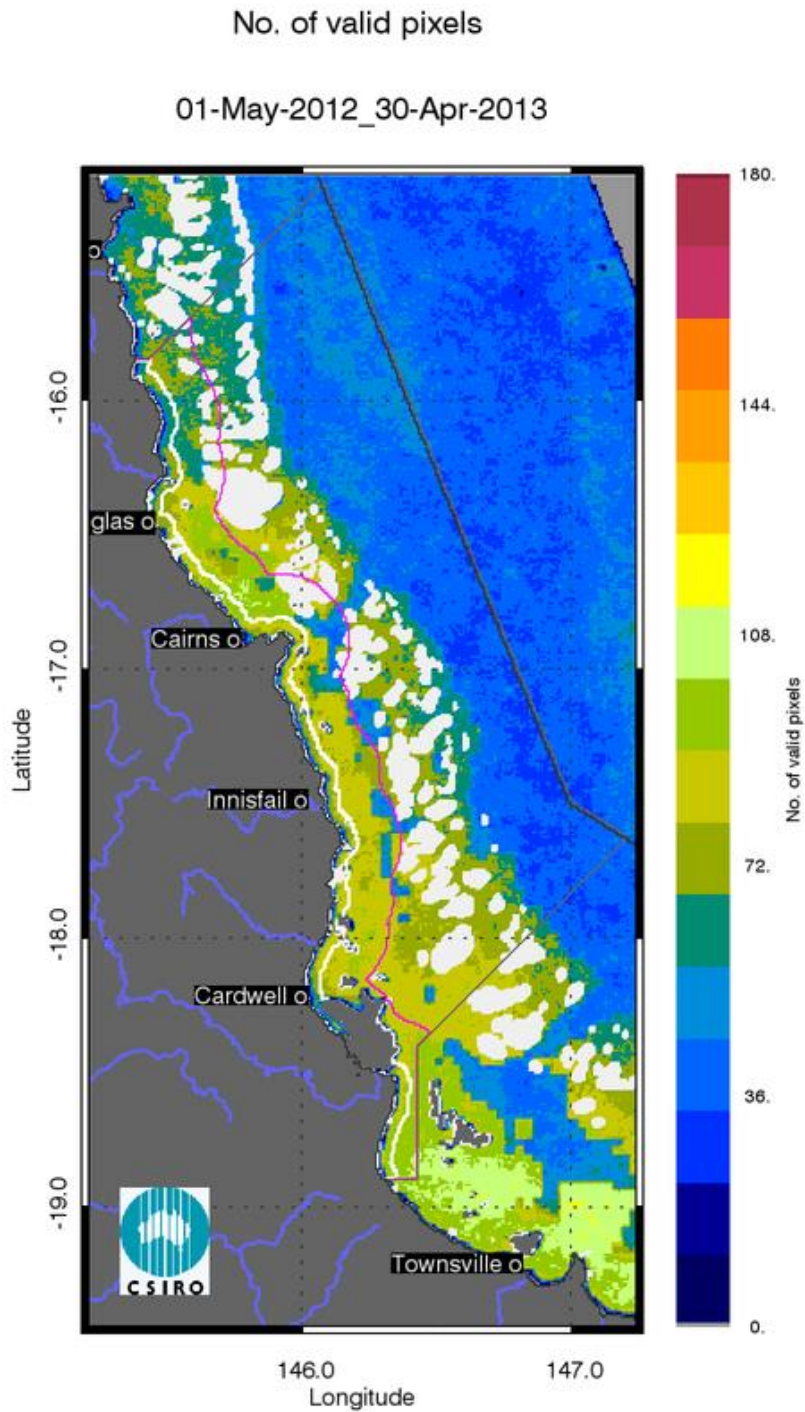 No. of valid pixels
01-May-2012_30-Apr-2013
180.
144.
108.
72.
36.
0.
No. of valid pixels
-16.0
-17.0
-18.0
-19.0
Latitude
o
glas o
Cairns o
Innisfail o
Cardwell o
Townsville o
CSIRO
146.0 147.0
Longitude